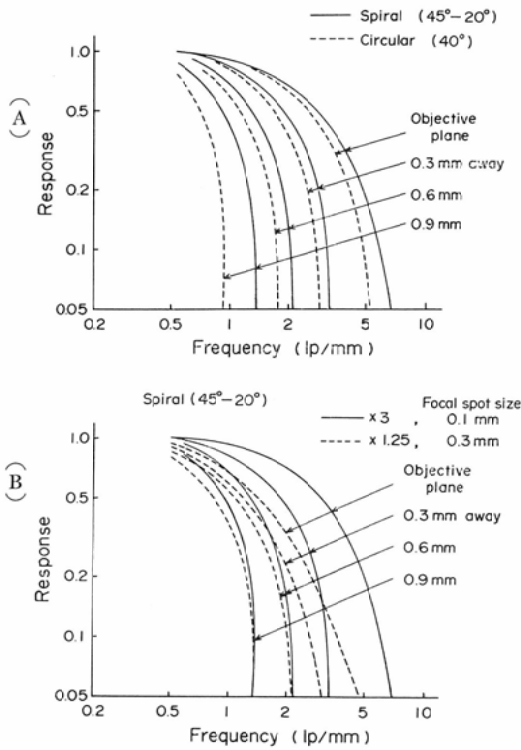 (A)
Spiral (45°-20°)
Circular (40°)
1.0
0.5
0.2
0.1
0.05
Response
Objective
plane
0.3 mm away
0.6 mm
0.9 mm
0.2
0.5
1
2
5
10
Frequency (lp/mm)
(B)
Spiral (45°-20°)
Focal spot size
×3 , 0.1 mm
×1.25 , 0.3 mm
1.0
0.5
0.2
0.1
0.05
Response
Objective
plane
0.3 mm away
0.6 mm
0.9 mm
0.2
0.5
1
2
5
10
Frequency (lp/mm)